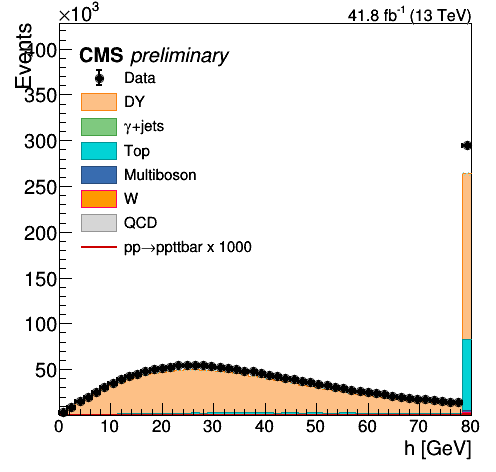 ×10³
41.8 fb⁻¹ (13 TeV)
Events
CMS preliminary
Data
DY
γ+jets
Top
Multiboson
W
QCD
pp→ppttbar x 1000
400
350
300
250
200
150
100
50
0 10 20 30 40 50 60 70 80
h [GeV]